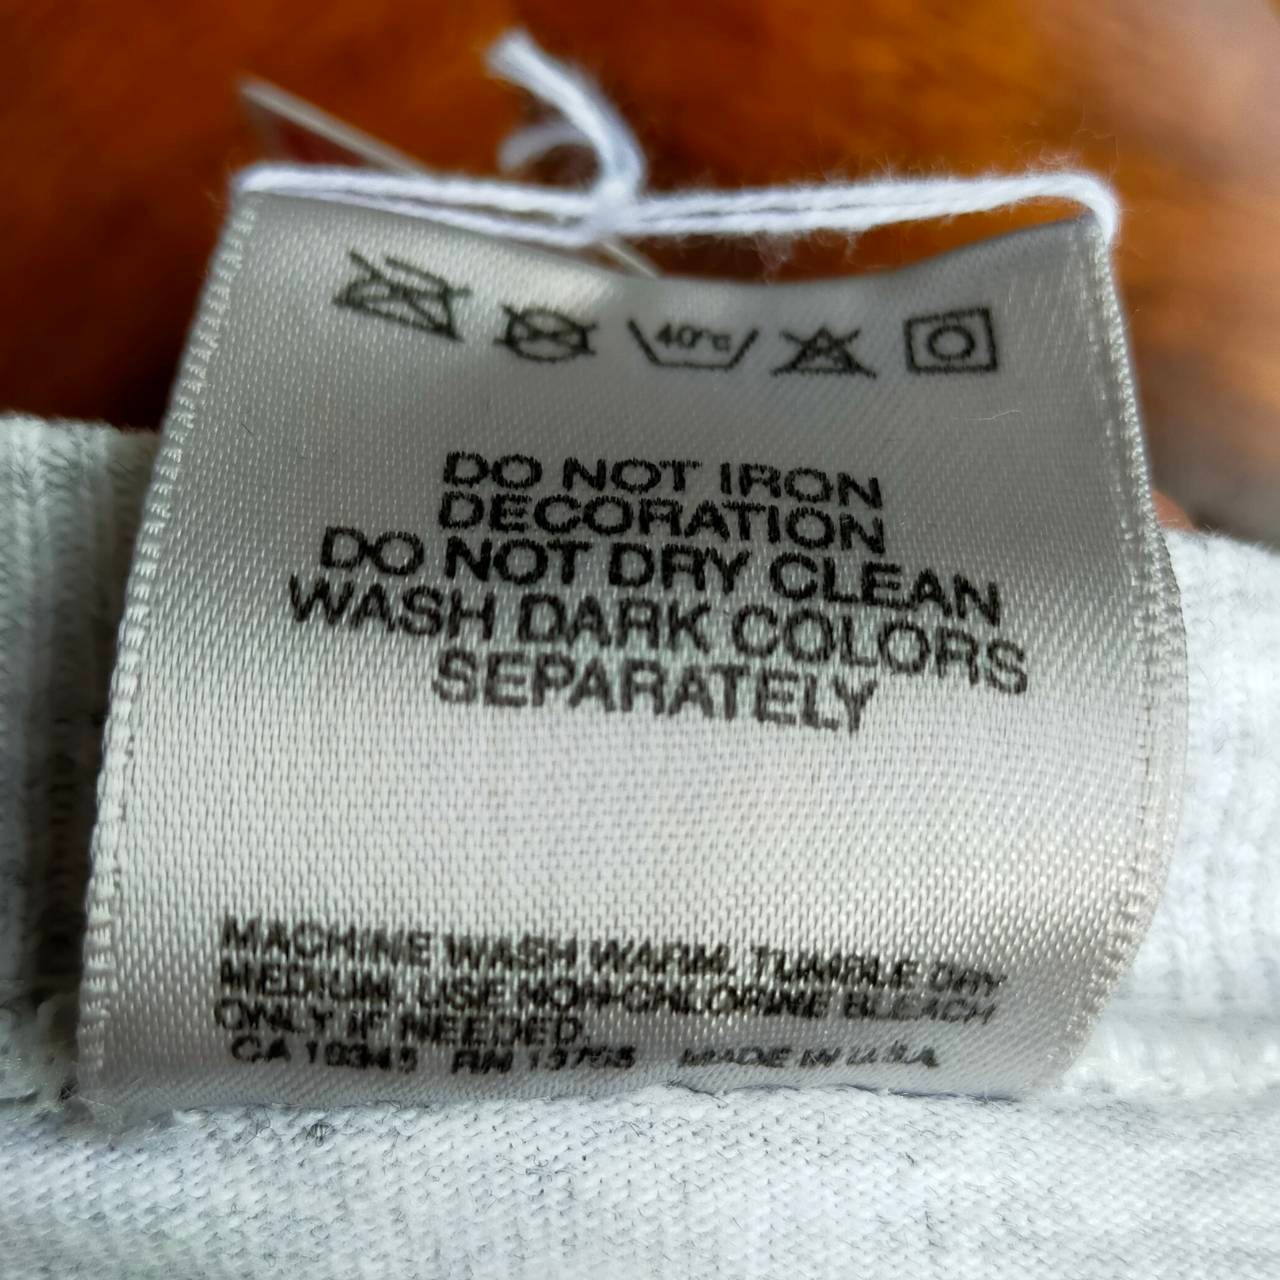 40°C
DO NOT IRON
DECORATION
DO NOT DRY CLEAN
WASH DARK COLORS
SEPARATELY
MACHINE WASH WARM. TUMBLE DRY
MEDIUM. USE NON-CHLORINE BLEACH
ONLY IF NEEDED.
CA 19345 RN 13765 MADE IN U.S.A.